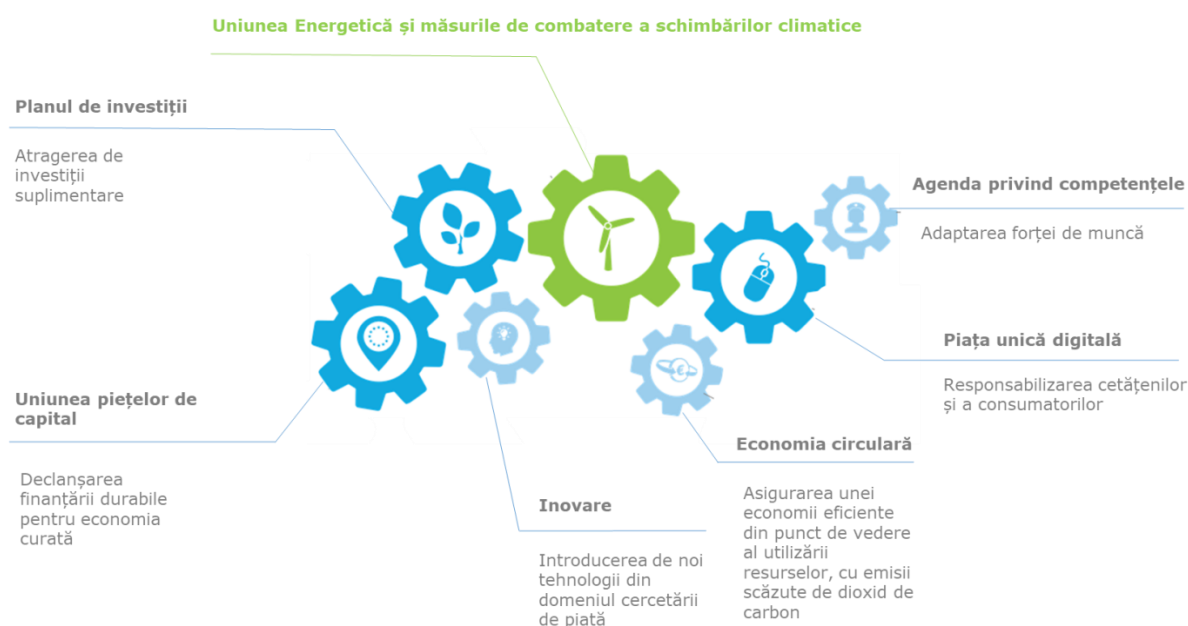 Uniunea Energetică și măsurile de combatere a schimbărilor climatice
Planul de investiții
Atragerea de
investiții
suplimentare
Agenda privind competențele
Adaptarea forței de muncă
Piața unică digitală
Responsabilizarea cetățenilor
și a consumatorilor
Uniunea piețelor de
capital
Declanșarea
finanțării durabile
pentru economia
curată
Inovare
Introducerea de noi
tehnologii din
domeniul cercetării
de piață
Economia circulară
Asigurarea unei
economii eficiente
din punct de vedere
al utilizării
resurselor, cu emisii
scăzute de dioxid de
carbon